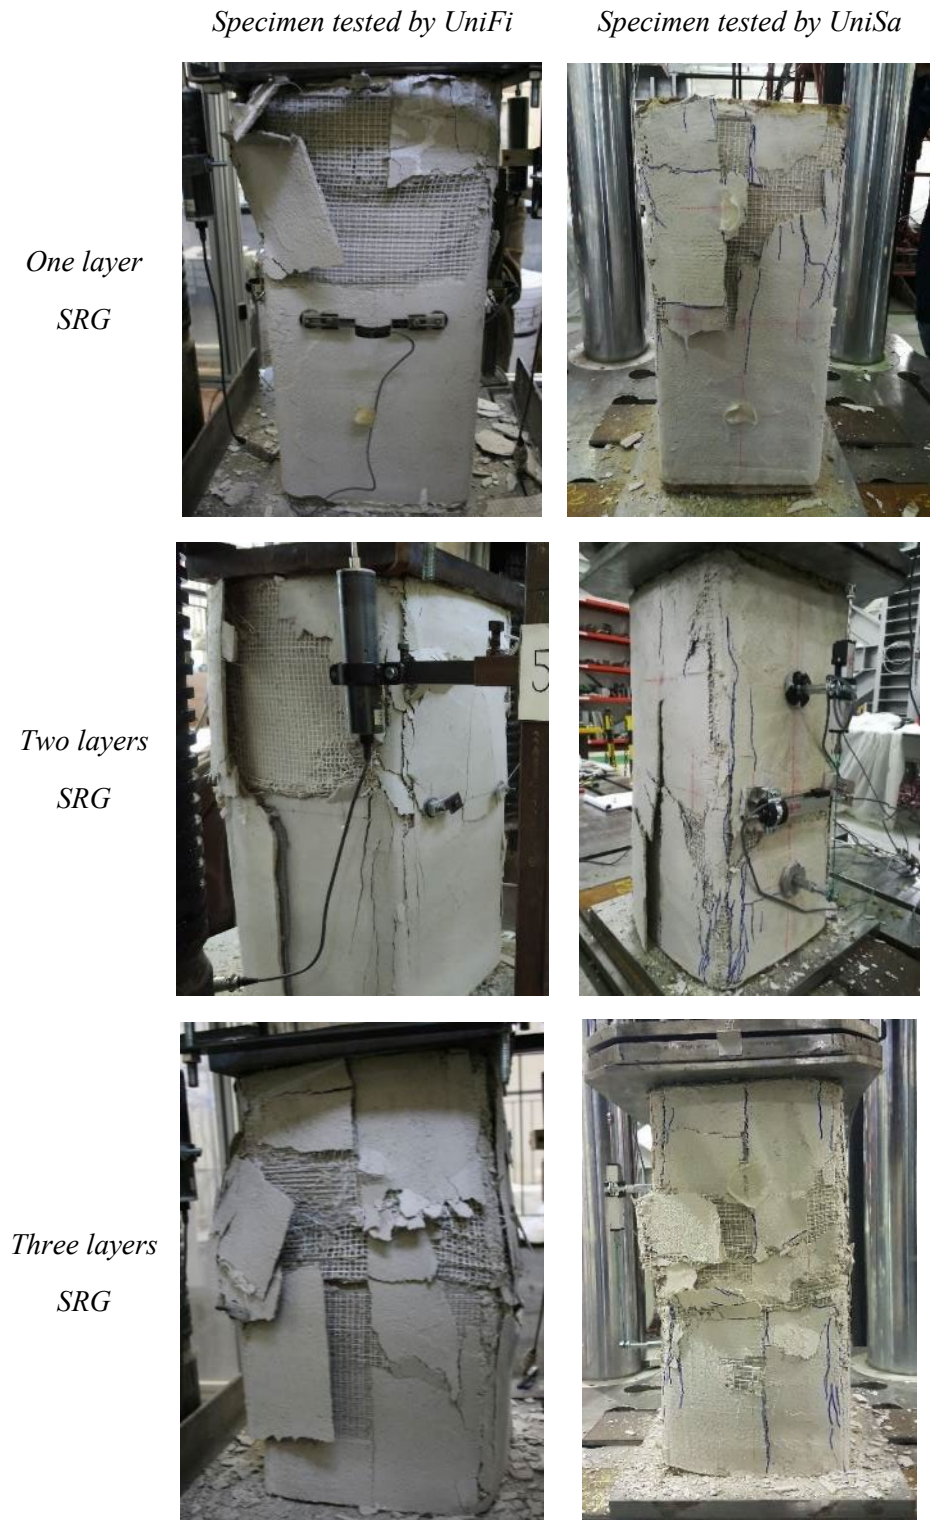 Specimen tested by UniFi
Specimen tested by UniSa
One layer
SRG
Two layers
SRG
5
Three layers
SRG